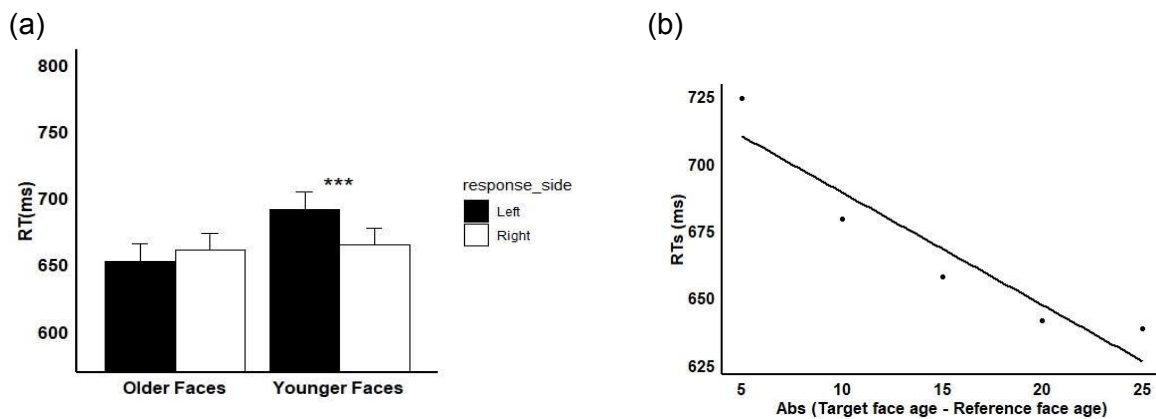 (a)
800
750
700
650
600
RT(ms)
***
Older Faces
Younger Faces
response_side
Left
Right
(b)
725
700
675
650
625
RTs (ms)
5
10
15
20
25
Abs (Target face age - Reference face age)